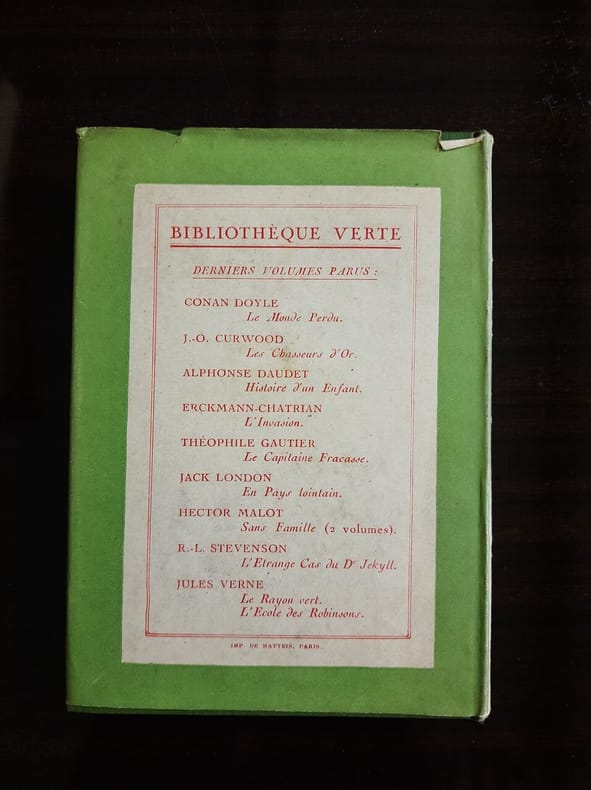 BIBLIOTHÈQUE VERTE
DERNIERS VOLUMES PARUS :
CONAN DOYLE
Le Monde Perdu.
J.-O. CURWOOD
Les Chasseurs d'Or.
ALPHONSE DAUDET
Histoire d'un Enfant.
ERCKMANN-CHATRIAN
L'Invasion.
THÉOPHILE GAUTIER
Le Capitaine Fracasse.
JACK LONDON
En Pays lointain.
HECTOR MALOT
Sans Famille (2 volumes).
R.-L. STEVENSON
L'Etrange Cas du Dr Jekyll.
JULES VERNE
Le Rayon vert.
L'Ecole des Robinsons.
IMP. DE MATTEIS, PARIS.